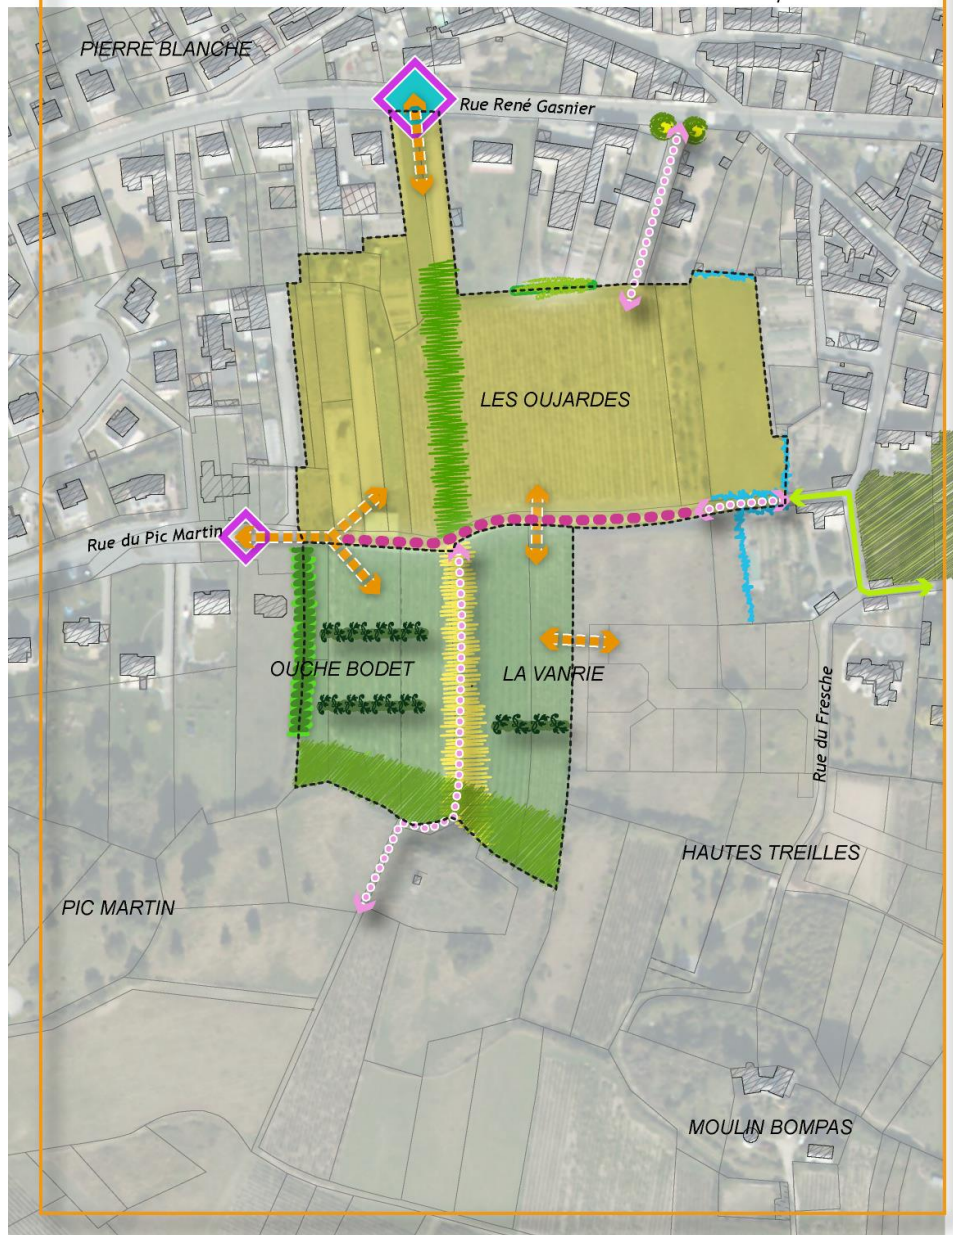 PIERRE BLANCHE
Rue René Gasnier
LES OUJARDES
Rue du Pic Martin
OUCHE BODET
LA VANRIE
Rue du Fresche
HAUTES TREILLES
PIC MARTIN
MOULIN BOMPAS